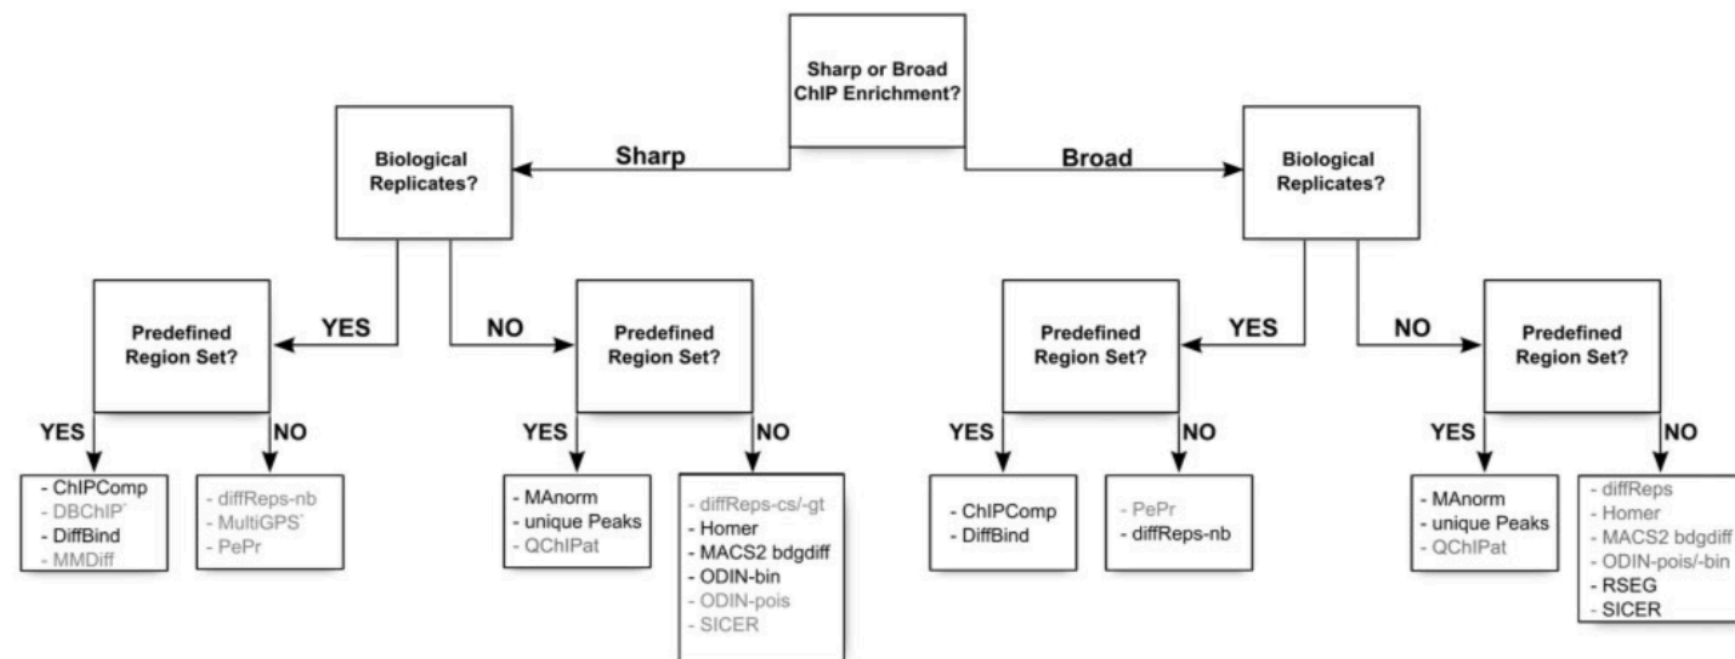 Sharp or Broad
ChIP Enrichment?
Sharp
Broad
Biological
Replicates?
Biological
Replicates?
YES
NO
YES
NO
Predefined
Region Set?
Predefined
Region Set?
Predefined
Region Set?
Predefined
Region Set?
YES
NO
YES
NO
YES
NO
YES
NO
- ChIPComp
- DBChIP*
- DiffBind
- MMDiff
- diffReps-nb
- MultiGPS*
- PePr
- MAnorm
- unique Peaks
- QChIPat
- diffReps-cs/-gt
- Homer
- MACS2 bdgdiff
- ODIN-bin
- ODIN-pois
- SICER
- ChIPComp
- DiffBind
- PePr
- diffReps-nb
- MAnorm
- unique Peaks
- QChIPat
- diffReps
- Homer
- MACS2 bdgdiff
- ODIN-pois/-bin
- RSEG
- SICER